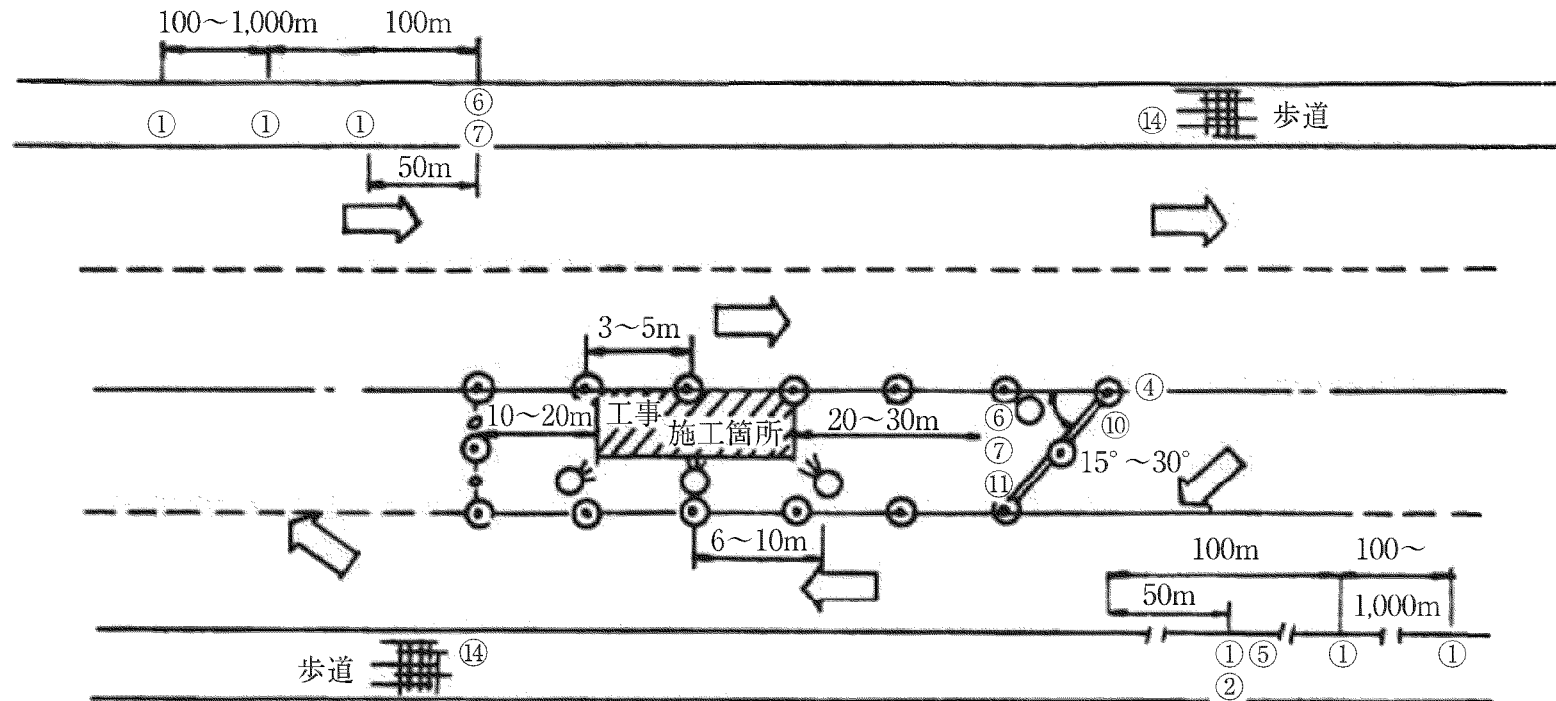 100～1,000m 100m
⑥
① ① ① ⑦
50m
⑭ 歩道
3～5m
④
10～20m 工事 施工箇所 20～30m ⑥ ⑩
⑦
15°～30°
⑪
6～10m
100m 100～
50m 1,000m
歩道 ⑭
① ⑤ ① ①
②